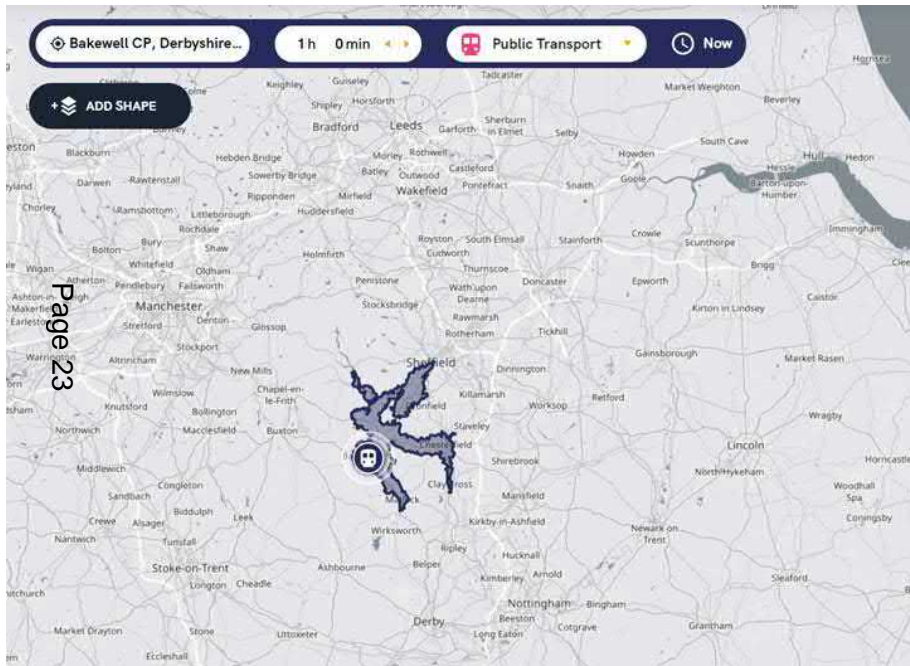 Bakewell CP, Derbyshire...
1 h 0 min
Public Transport
Now
+ ADD SHAPE
Page 23
Tadcaster
Market Weighton
Beverley
Hornsea
Keighley
Guiseley
Shipley
Horsforth
Bradford
Leeds
Garforth
Sherburn
in Elmet
Selby
South Cave
Howden
Hull
Hedon
Hessle
Barton-upon-
Humber
Blackburn
Hebden Bridge
Morley
Rothwell
Batley
Outwood
Castleford
Darwen
Rawtenstall
Sowerby Bridge
Ripponden
Mirfield
Wakefield
Pontefract
Snaith
Goole
Chorley
Ramsbottom
Littleborough
Huddersfield
Rochdale
Bury
Bolton
Shaw
Holmfirth
Royston
South Elmsall
Cudworth
Stainforth
Crowle
Scunthorpe
Immingham
Brigg
Wigan
Whitefield
Oldham
Atherton
Pendlebury
Failsworth
Penistone
Thurnscoe
Wath upon
Dearne
Doncaster
Epworth
Caistor
Manchester
Denton
Stretford
Glossop
Stocksbridge
Rawmarsh
Rotherham
Tickhill
Kirton in Lindsey
Stockport
Warrington
Altrincham
New Mills
Sheffield
Dinnington
Gainsborough
Market Rasen
Wilmslow
Knutsford
Bollington
Chapel-en-
le-Frith
Killamarsh
Worksop
Retford
Wragby
Northwich
Macclesfield
Buxton
Staveley
Lincoln
Middlewich
Shirebrook
North Hykeham
Horncastle
Congleton
Sandbach
Clay Cross
Mansfield
Woodhall
Spa
Biddulph
Leek
Crewe
Alsager
Wirksworth
Kirkby-in-Ashfield
Newark on
Trent
Coningsby
Nantwich
Tunstall
Ripley
Hucknall
Stoke-on-Trent
Ashbourne
Belper
Longton
Cheadle
Kimberley
Arnold
Sleaford
Nottingham
Bingham
Beeston
Derby
Market Drayton
Stone
Uttoxeter
Long Eaton
Cotgrave
Grantham
Eccleshall